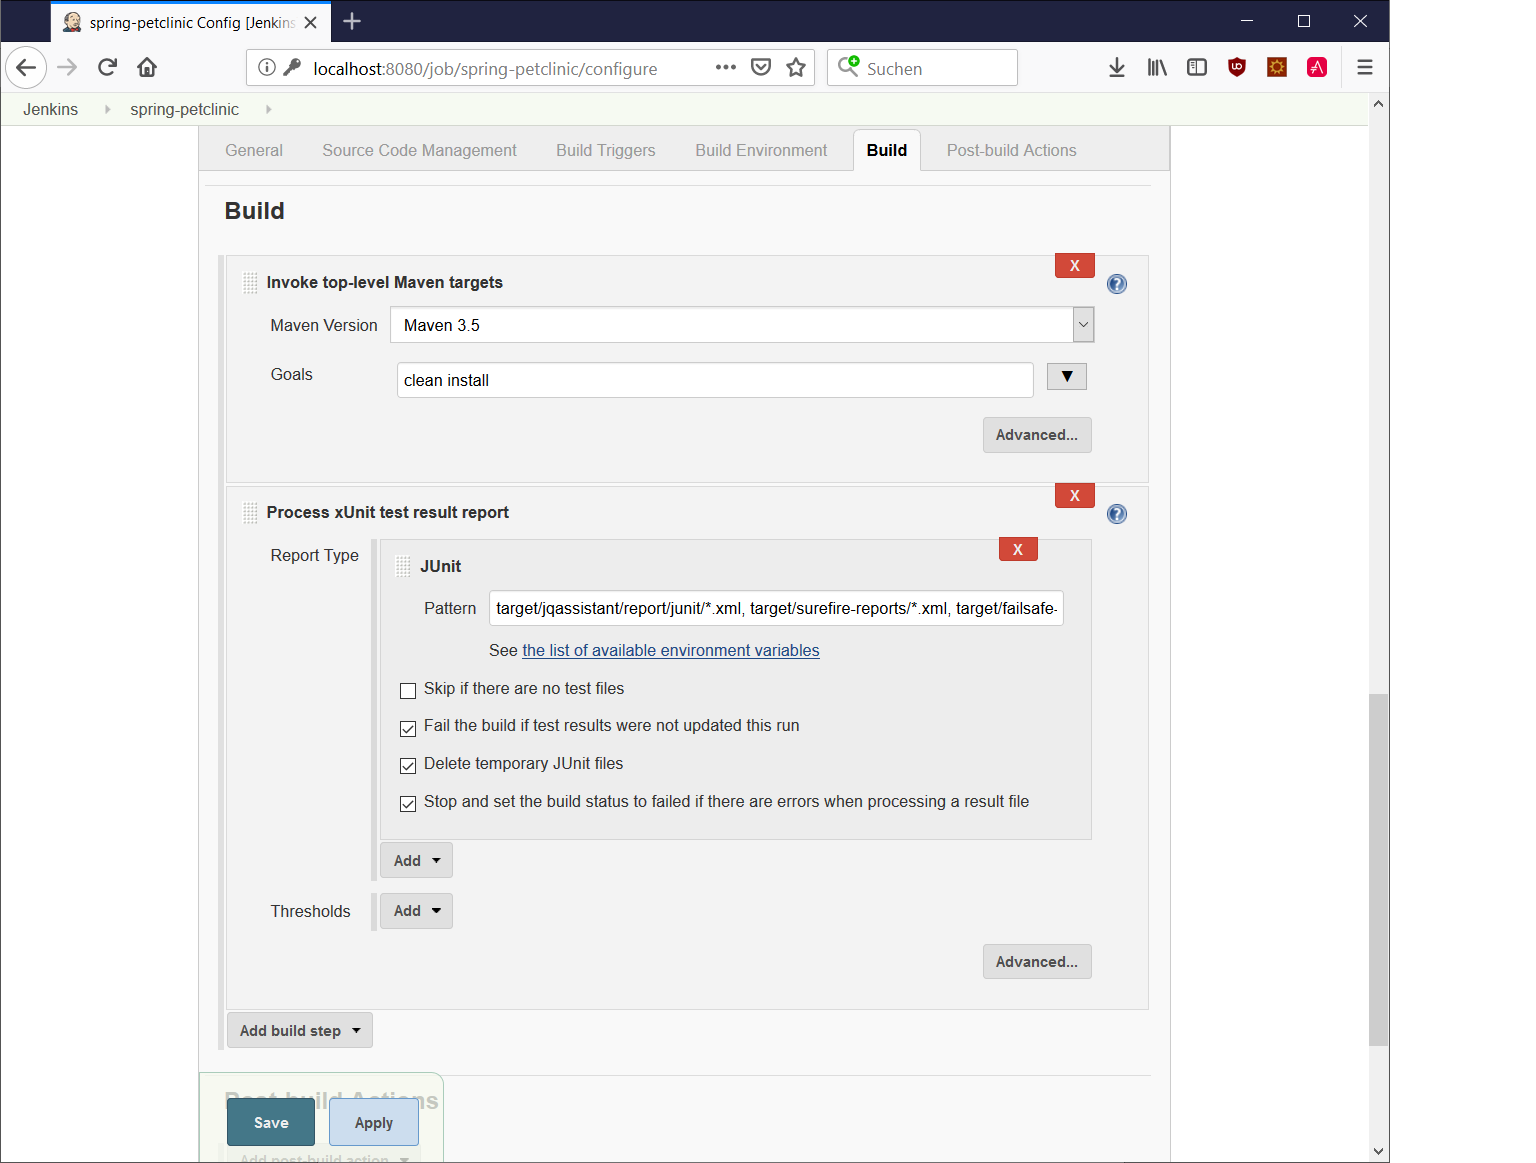 spring-petclinic Config [Jenkins
localhost:8080/job/spring-petclinic/configure
Suchen
Jenkins
spring-petclinic
General
Source Code Management
Build Triggers
Build Environment
Build
Post-build Actions
Build
X
Invoke top-level Maven targets
Maven Version
Maven 3.5
Goals
clean install
Advanced...
X
Process xUnit test result report
Report Type
X
JUnit
Pattern
target/jqassistant/report/junit/*.xml, target/surefire-reports/*.xml, target/failsafe-
See the list of available environment variables
Skip if there are no test files
Fail the build if test results were not updated this run
Delete temporary JUnit files
Stop and set the build status to failed if there are errors when processing a result file
Add
Thresholds
Add
Advanced...
Add build step
Post-build Actions
Save
Apply
Add post-build action